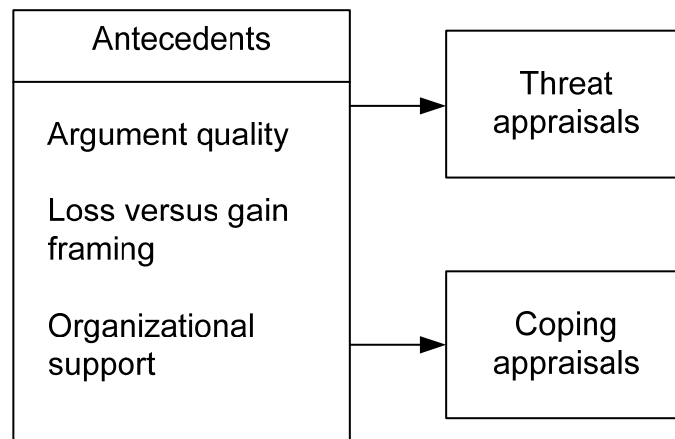 Antecedents
Argument quality
Loss versus gain
framing
Organizational
support
Threat
appraisals
Coping
appraisals